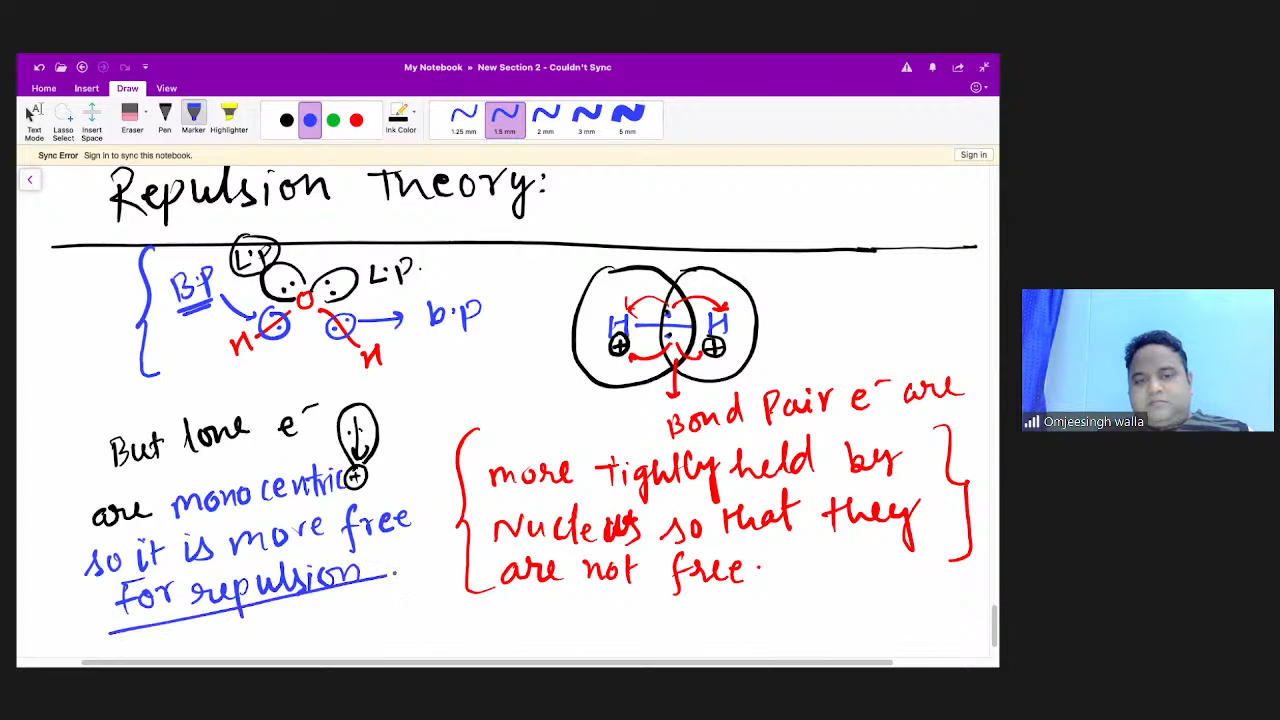 My Notebook » New Section 2 - Couldn't Sync
Home Insert Draw View
Text Mode
Lasso Select
Insert Space
Eraser
Pen
Marker
Highlighter
Ink Color
1.25 mm
1.5 mm
2 mm
3 mm
5 mm
Sync Error Sign in to sync this notebook.
Sign in
Repulsion Theory:
L.P
B.P
L.P.
O
b.p
H
H
H
H
+
+
Bond Pair e- are
more tightly held by
Nucleus so that they
are not free.
But lone e-
are monocentric
+
so it is more free
For repulsion
Omjeesingh walla